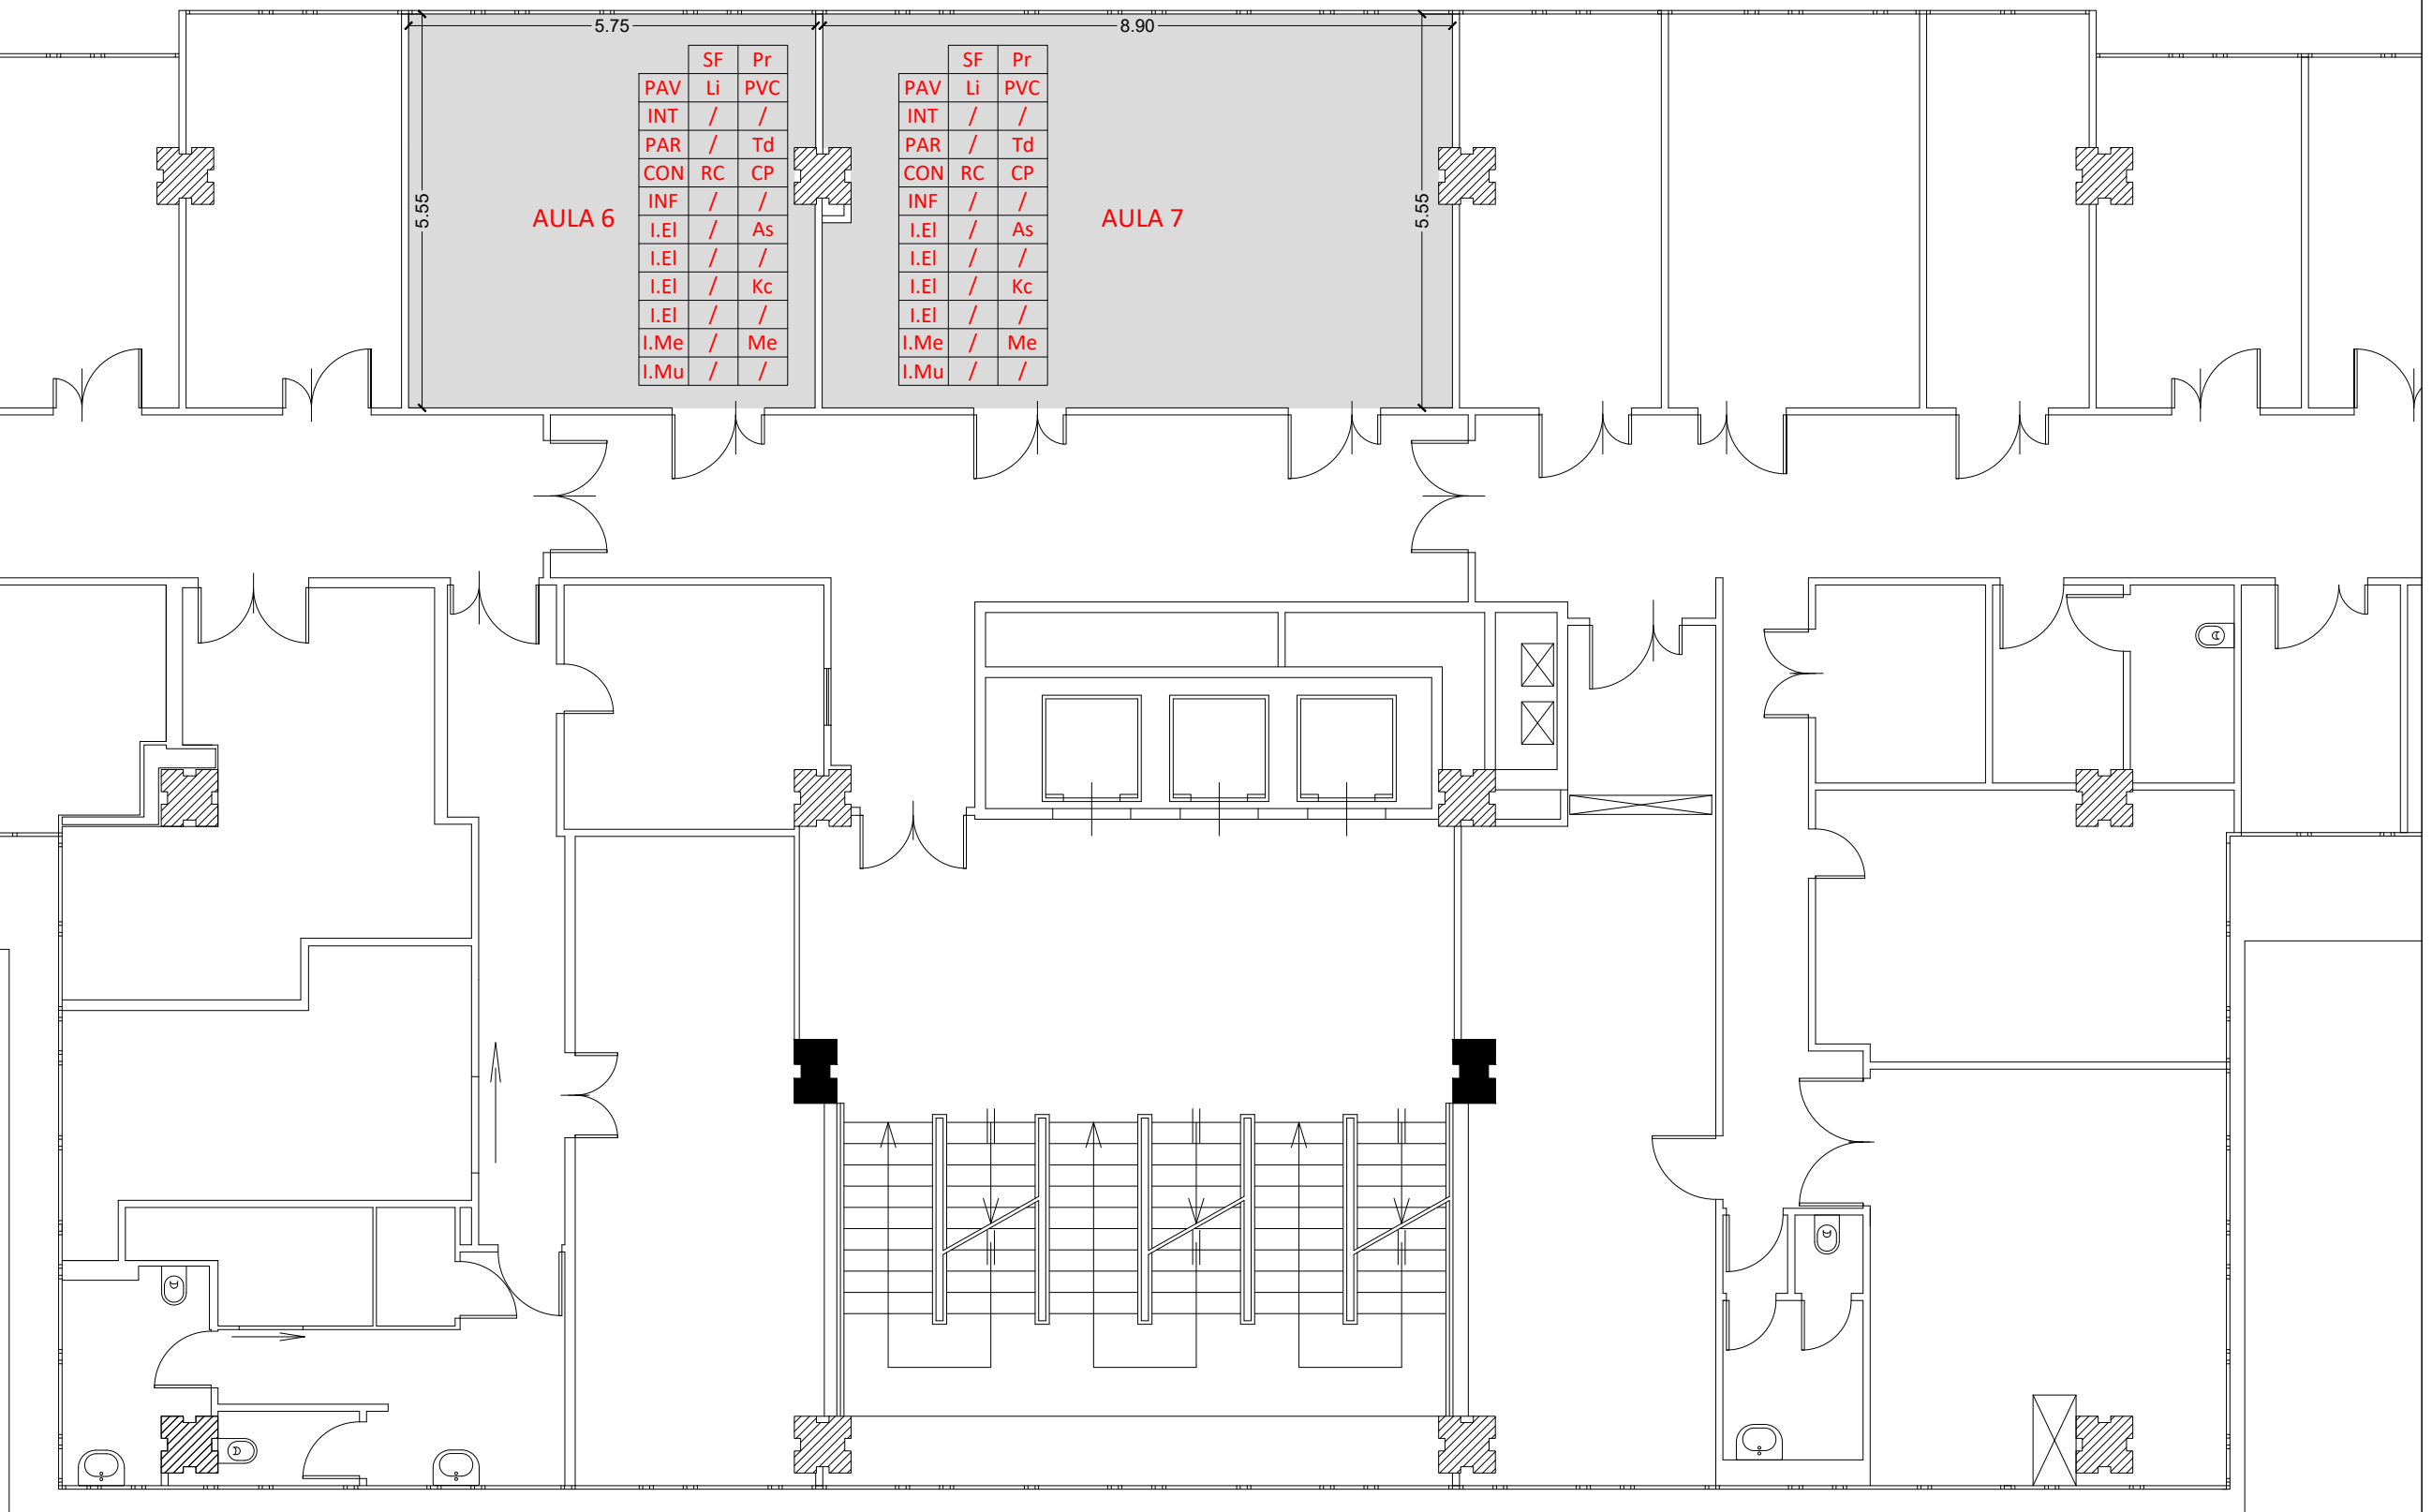 5.75
8.90
SF Pr
PAV Li PVC
INT / /
PAR / Td
CON RC CP
INF / /
I.El / As
I.El / /
I.El / Kc
I.El / /
I.Me / Me
I.Mu / /
5.55
AULA 6
SF Pr
PAV Li PVC
INT / /
PAR / Td
CON RC CP
INF / /
I.El / As
I.El / /
I.El / Kc
I.El / /
I.Me / Me
I.Mu / /
AULA 7
5.55